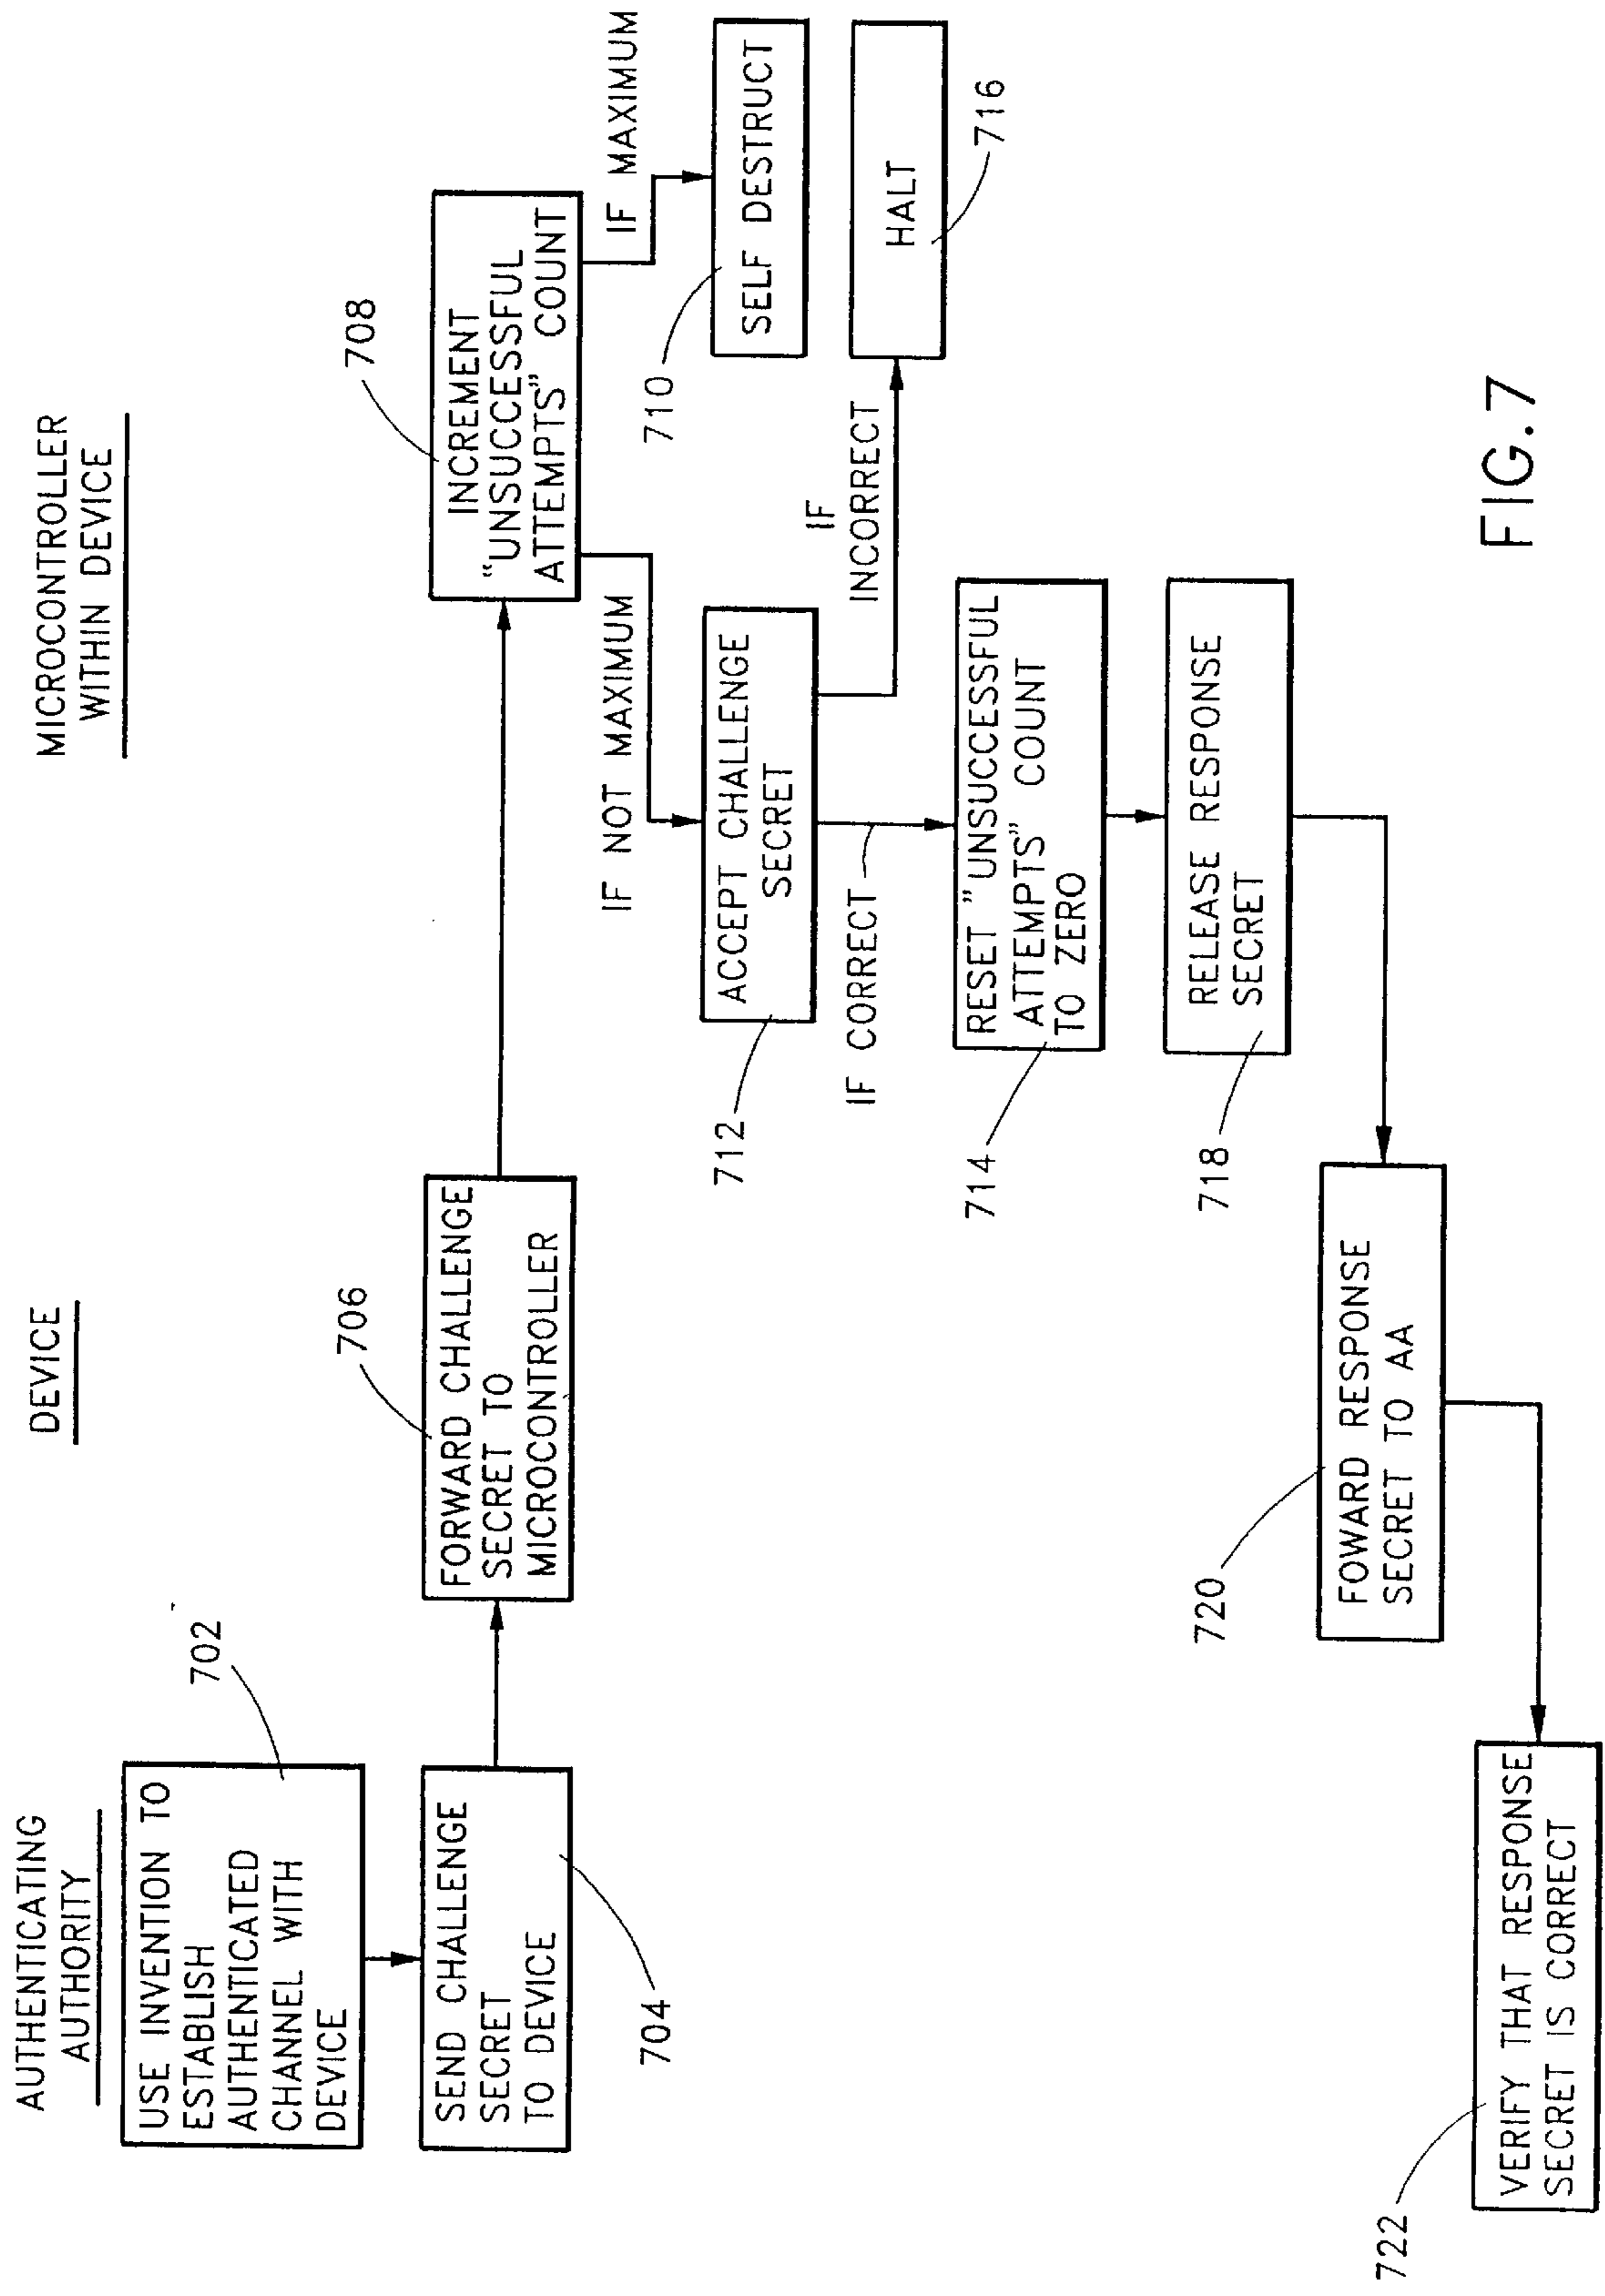 AUTHENTICATING
AUTHORITY
DEVICE
MICROCONTROLLER
WITHIN DEVICE
USE INVENTION TO
ESTABLISH
AUTHENTICATED
CHANNEL WITH
DEVICE
702
SEND CHALLENGE
SECRET
TO DEVICE
704
FORWARD CHALLENGE
SECRET TO
MICROCONTROLLER
706
INCREMENT
“UNSUCCESSFUL
ATTEMPTS” COUNT
708
IF NOT MAXIMUM
IF MAXIMUM
SELF DESTRUCT
710
ACCEPT CHALLENGE
SECRET
712
IF
INCORRECT
HALT
716
IF CORRECT
RESET "UNSUCCESSFUL
ATTEMPTS" COUNT
TO ZERO
714
RELEASE RESPONSE
SECRET
718
FOWARD RESPONSE
SECRET TO AA
720
VERIFY THAT RESPONSE
SECRET IS CORRECT
722
FIG.7